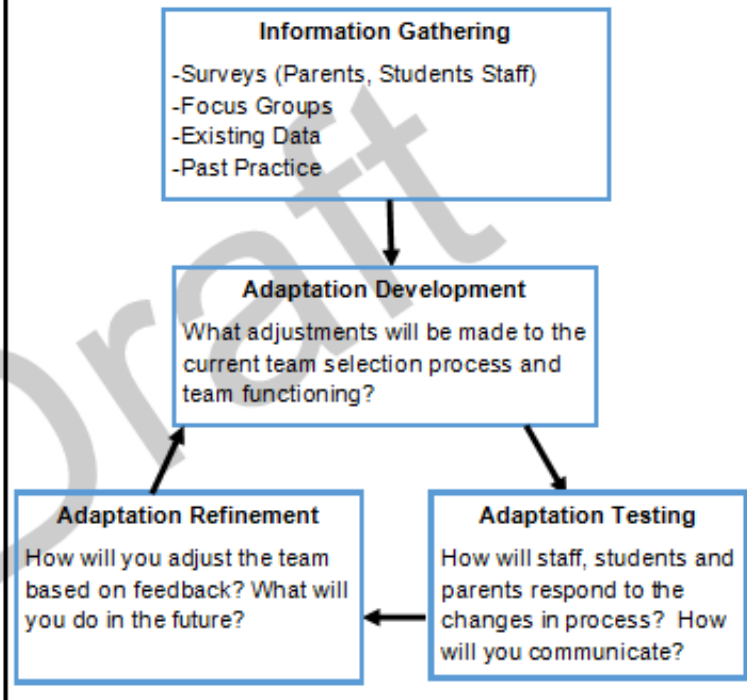 Information Gathering
-Surveys (Parents, Students Staff)
-Focus Groups
-Existing Data
-Past Practice
Adaptation Development
What adjustments will be made to the
current team selection process and
team functioning?
Adaptation Refinement
How will you adjust the team
based on feedback? What will
you do in the future?
Adaptation Testing
How will staff, students and
parents respond to the
changes in process?  How
will you communicate?
Draft